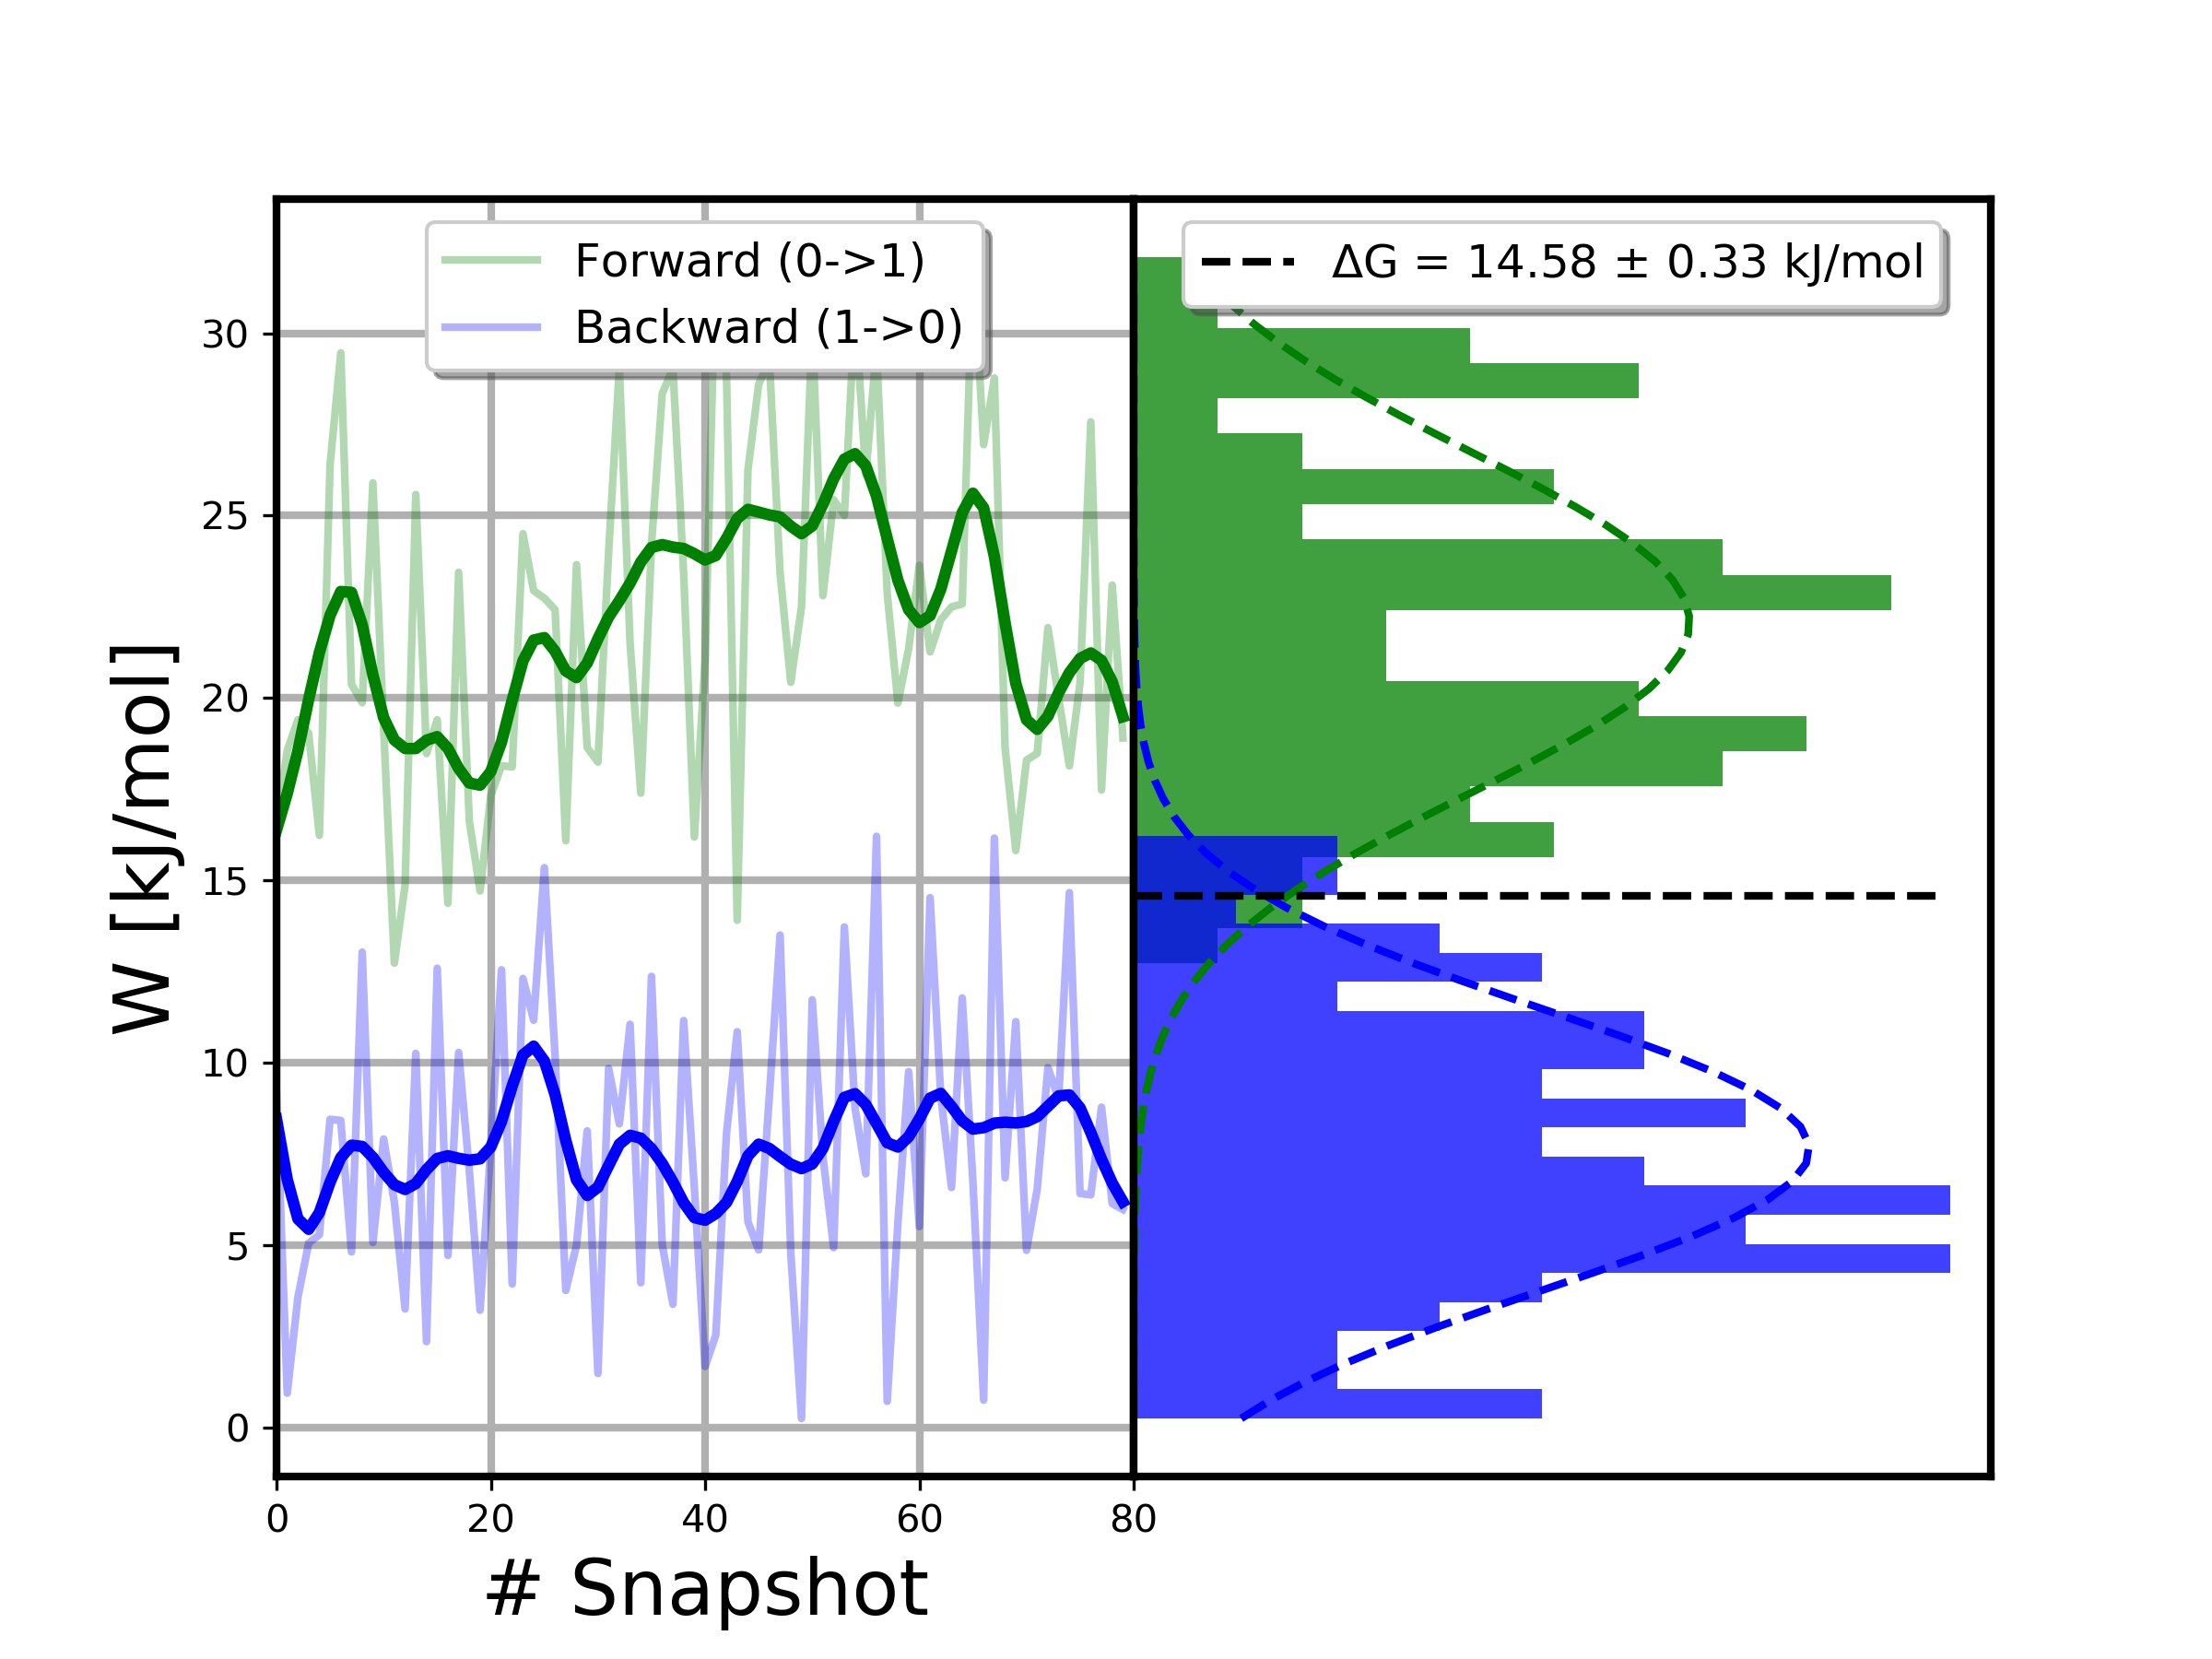 Forward (0->1)
Backward (1->0)
ΔG = 14.58 ± 0.33 kJ/mol
W [kJ/mol]
30
25
20
15
10
5
0
0 20 40 60 80
# Snapshot